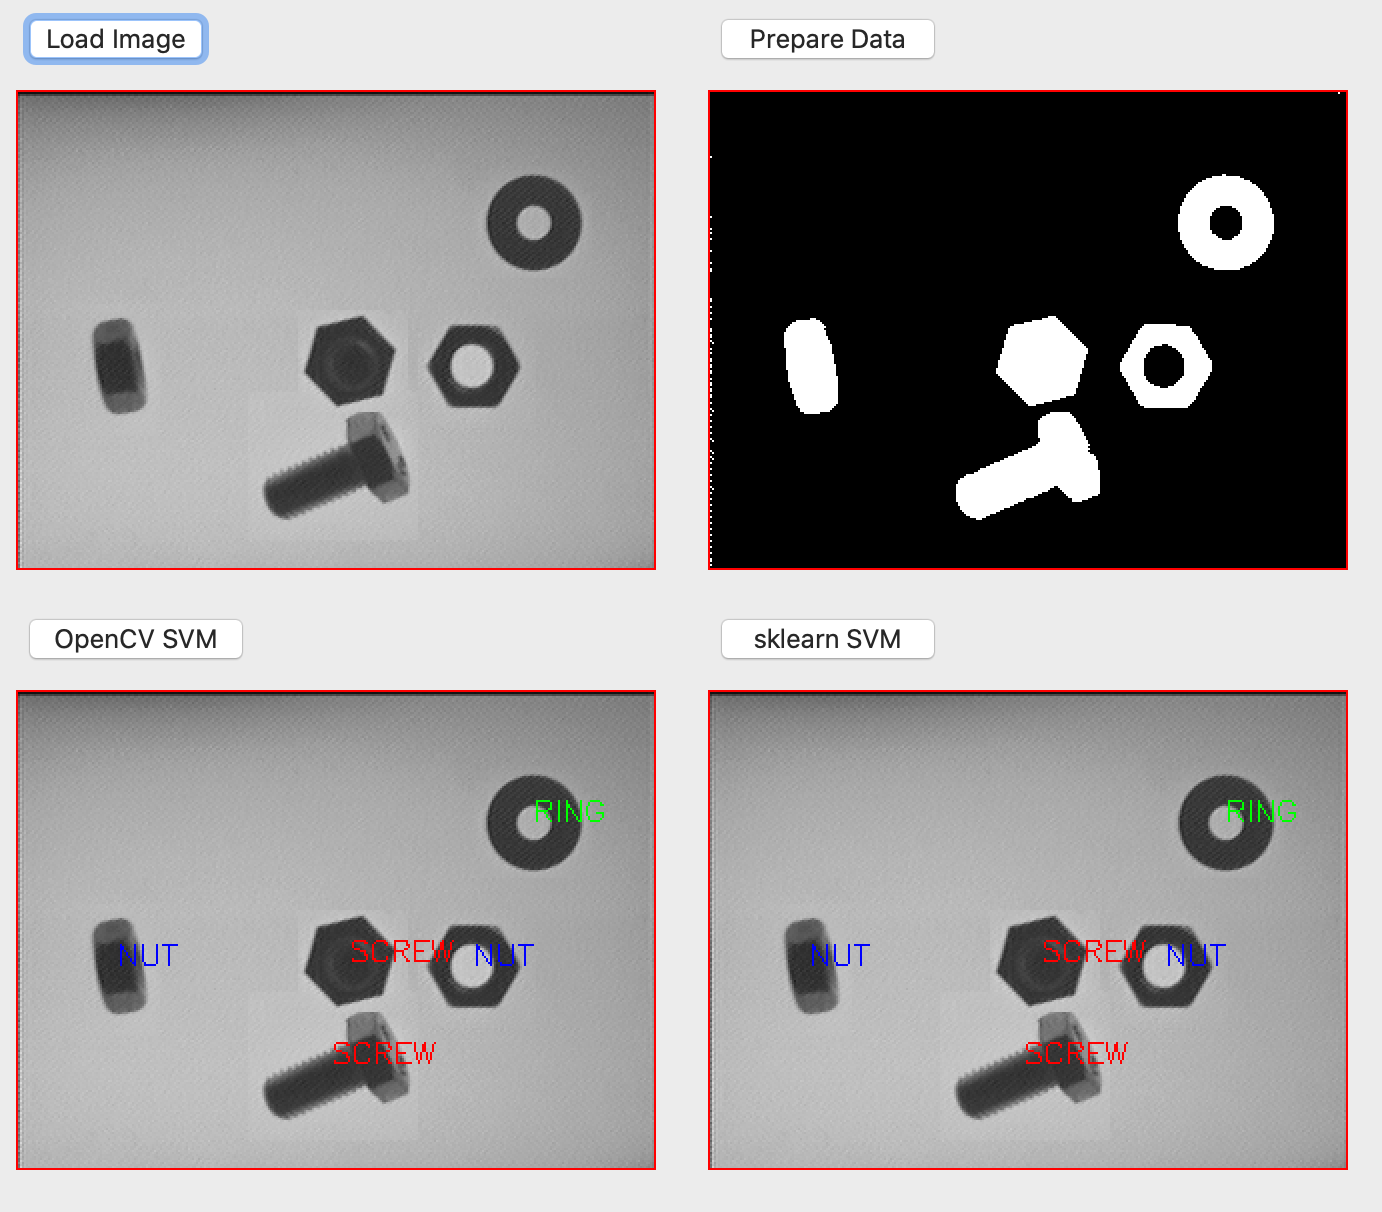 Load Image
Prepare Data
OpenCV SVM
sklearn SVM
RING
NUT
SCREW
NUT
SCREW
RING
NUT
SCREW
NUT
SCREW